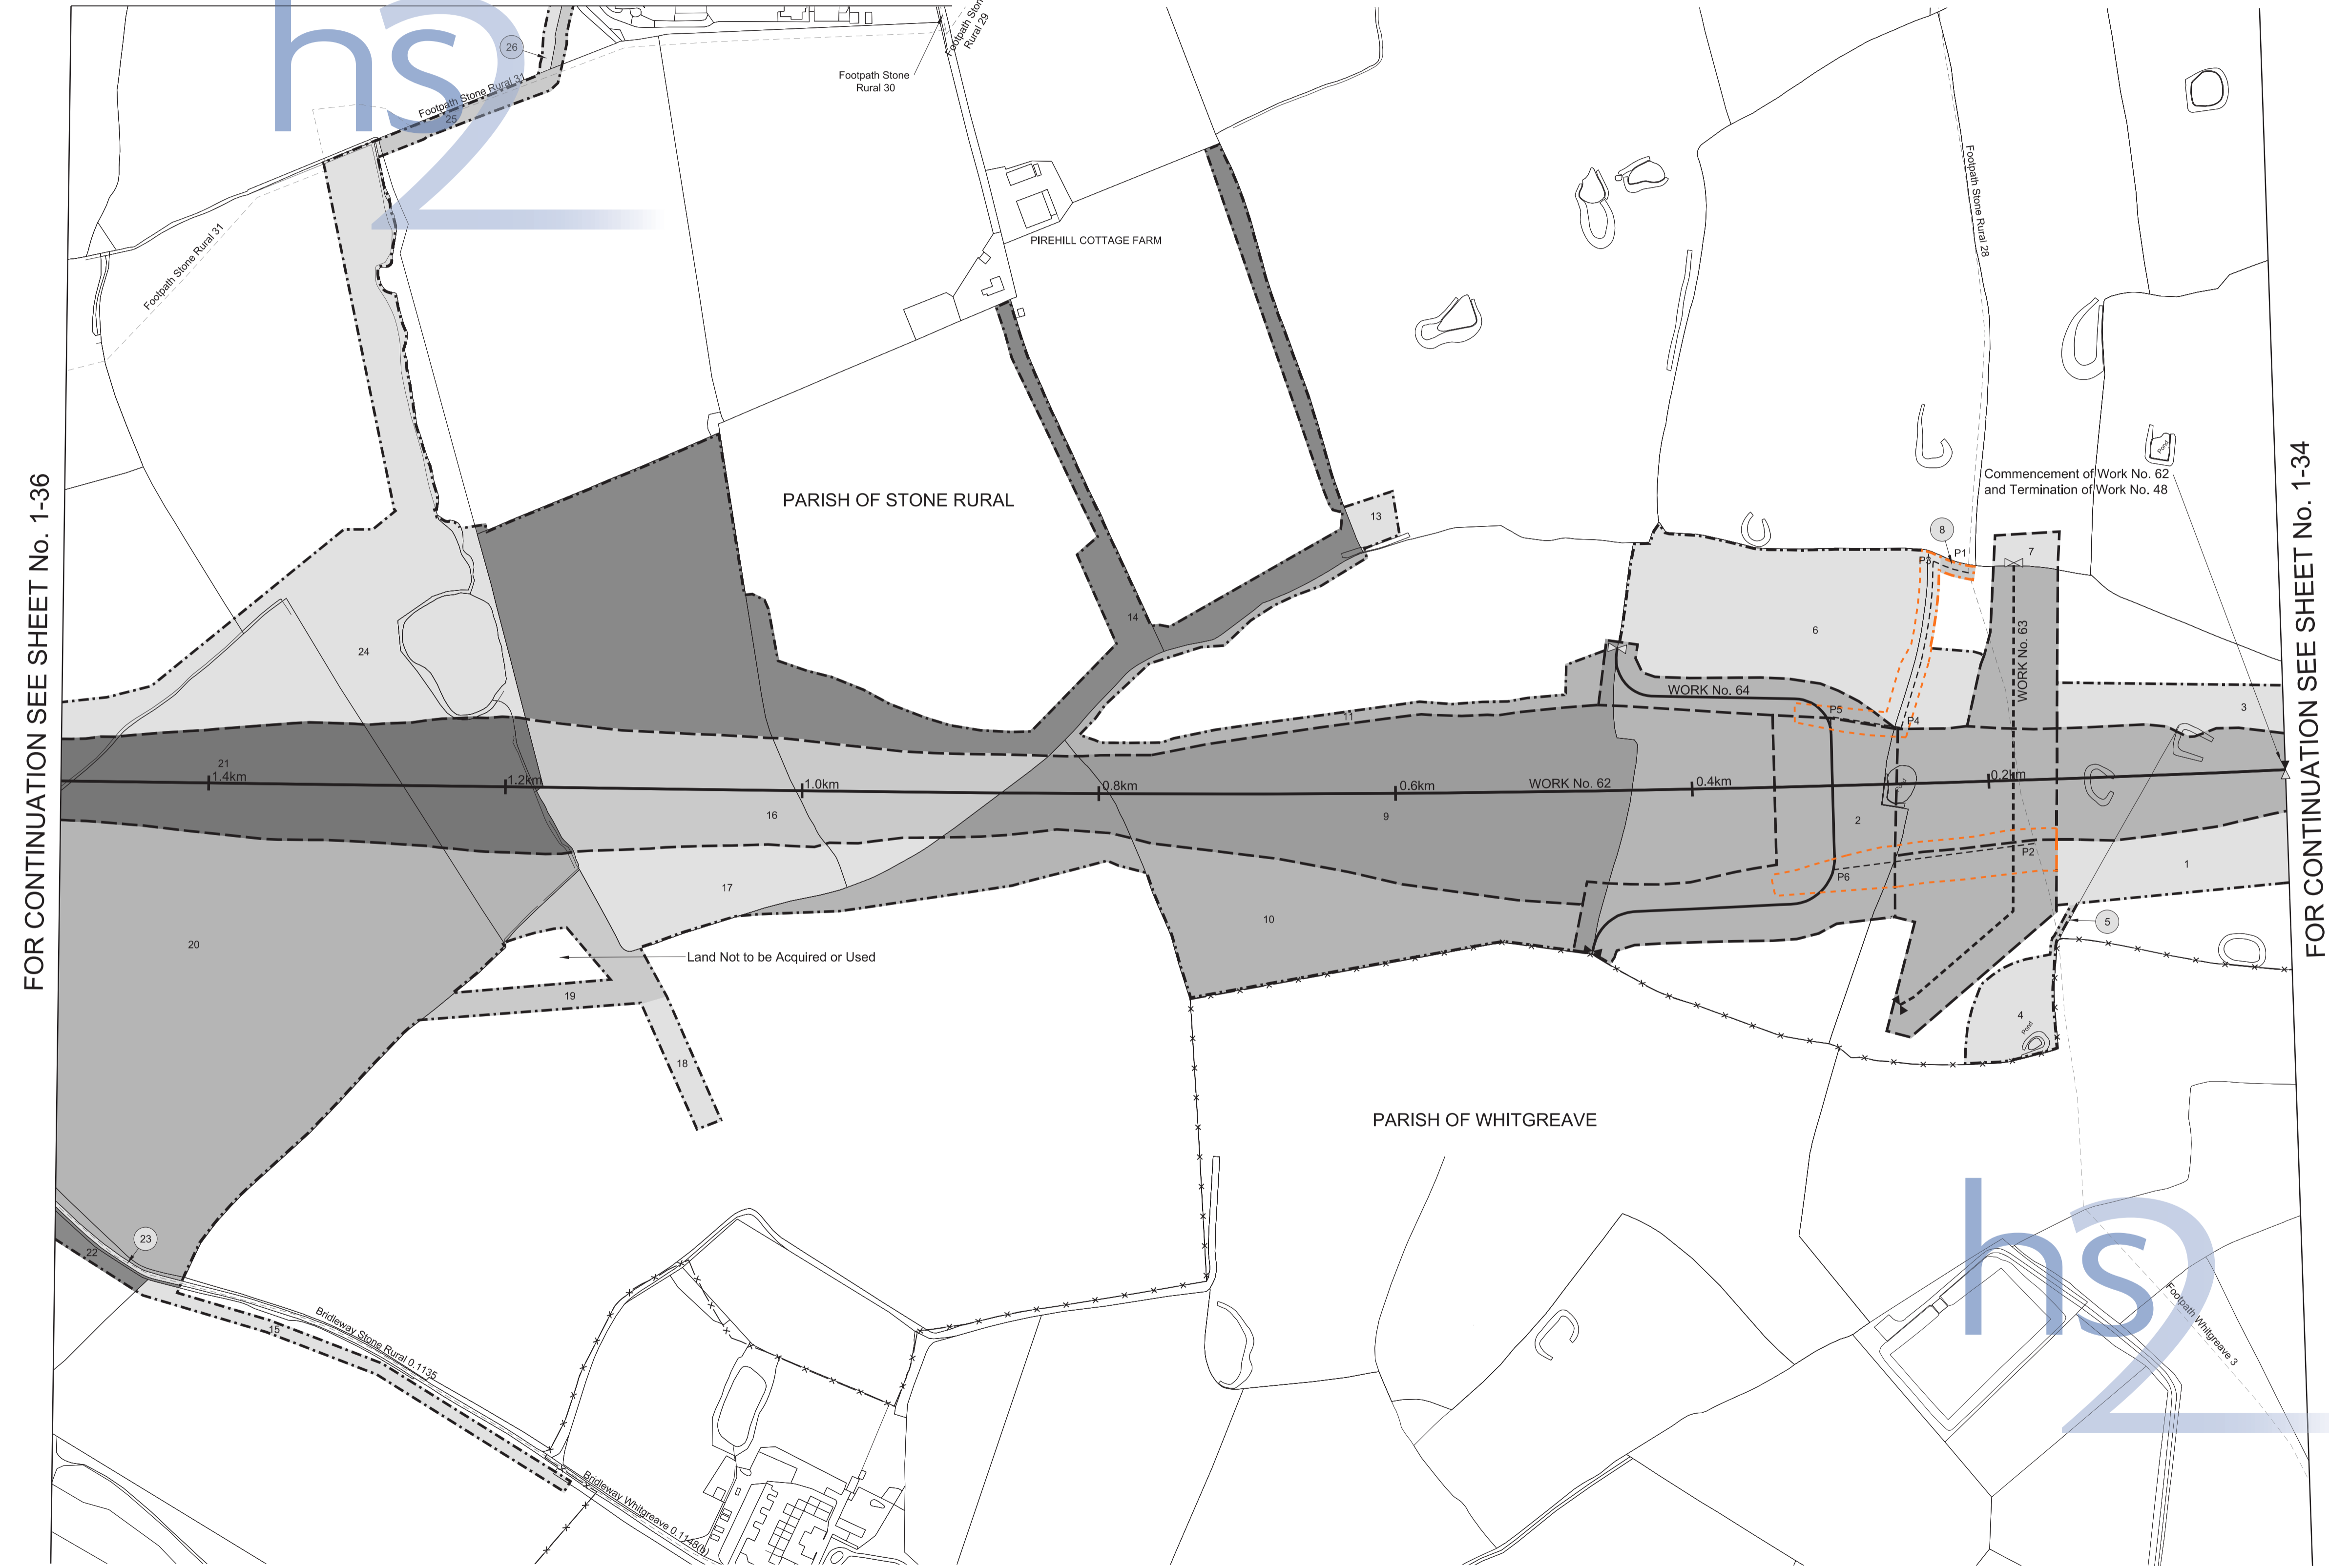 hs2
26
Footpath Stone Rural 31
25
Footpath Stone
Rural 29
Footpath Stone
Rural 30
Footpath Stone Rural 31
PIREHILL COTTAGE FARM
Footpath Stone Rural 28
Pond
Commencement of Work No. 62
and Termination of Work No. 48
PARISH OF STONE RURAL
FOR CONTINUATION SEE SHEET No. 1-36
FOR CONTINUATION SEE SHEET No. 1-34
13
8
P1
P3
7
14
6
24
WORK No. 63
WORK No. 64
11
P5
P4
3
21
1.4km
1.2km
1.0km
0.8km
0.6km
WORK No. 62
0.4km
0.2km
16
9
2
P2
1
P6
17
10
5
20
Land Not to be Acquired or Used
19
4
Pond
18
PARISH OF WHITGREAVE
23
22
15
Bridleway Stone Rural 0.1135
Bridleway Whitgreave 0.1148(b)
hs2
Footpath Whitgreave 3